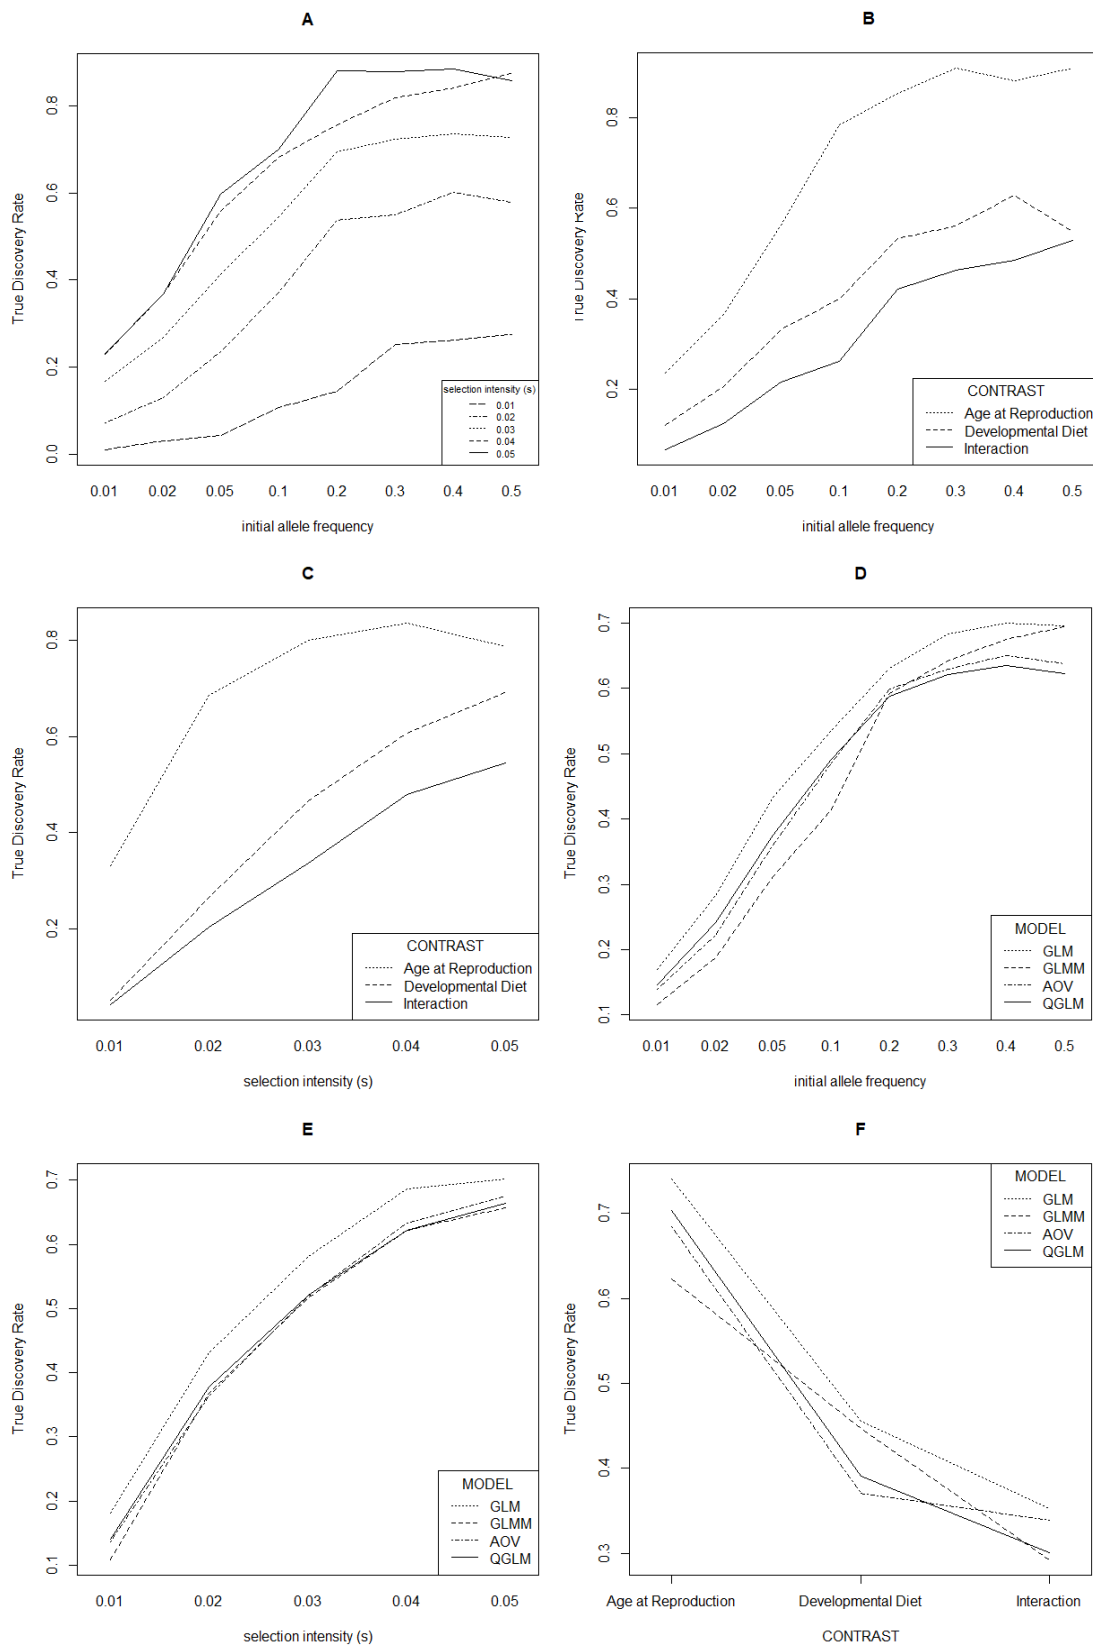 A
True Discovery Rate
0.8
0.6
0.4
0.2
0.0
selection intensity (s)
0.01
0.02
0.03
0.04
0.05
0.01 0.02 0.05 0.1 0.2 0.3 0.4 0.5
initial allele frequency
B
True Discovery Rate
0.8
0.6
0.4
0.2
CONTRAST
Age at Reproduction
Developmental Diet
Interaction
0.01 0.02 0.05 0.1 0.2 0.3 0.4 0.5
initial allele frequency
C
True Discovery Rate
0.8
0.6
0.4
0.2
CONTRAST
Age at Reproduction
Developmental Diet
Interaction
0.01 0.02 0.03 0.04 0.05
selection intensity (s)
D
True Discovery Rate
0.7
0.6
0.5
0.4
0.3
0.2
0.1
MODEL
GLM
GLMM
AOV
QGLM
0.01 0.02 0.05 0.1 0.2 0.3 0.4 0.5
initial allele frequency
E
True Discovery Rate
0.7
0.6
0.5
0.4
0.3
0.2
0.1
MODEL
GLM
GLMM
AOV
QGLM
0.01 0.02 0.03 0.04 0.05
selection intensity (s)
F
True Discovery Rate
0.7
0.6
0.5
0.4
0.3
MODEL
GLM
GLMM
AOV
QGLM
Age at Reproduction Developmental Diet Interaction
CONTRAST